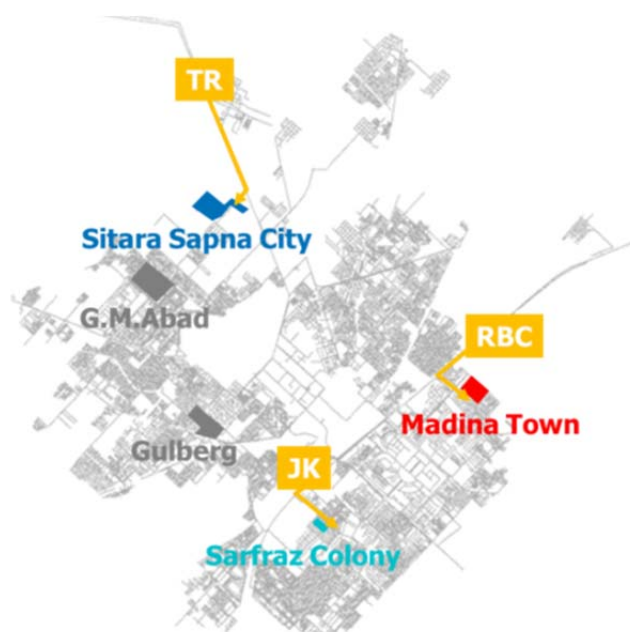 TR
Sitara Sapna City
G.M.Abad
RBC
Madina Town
Gulberg
JK
Sarfraz Colony